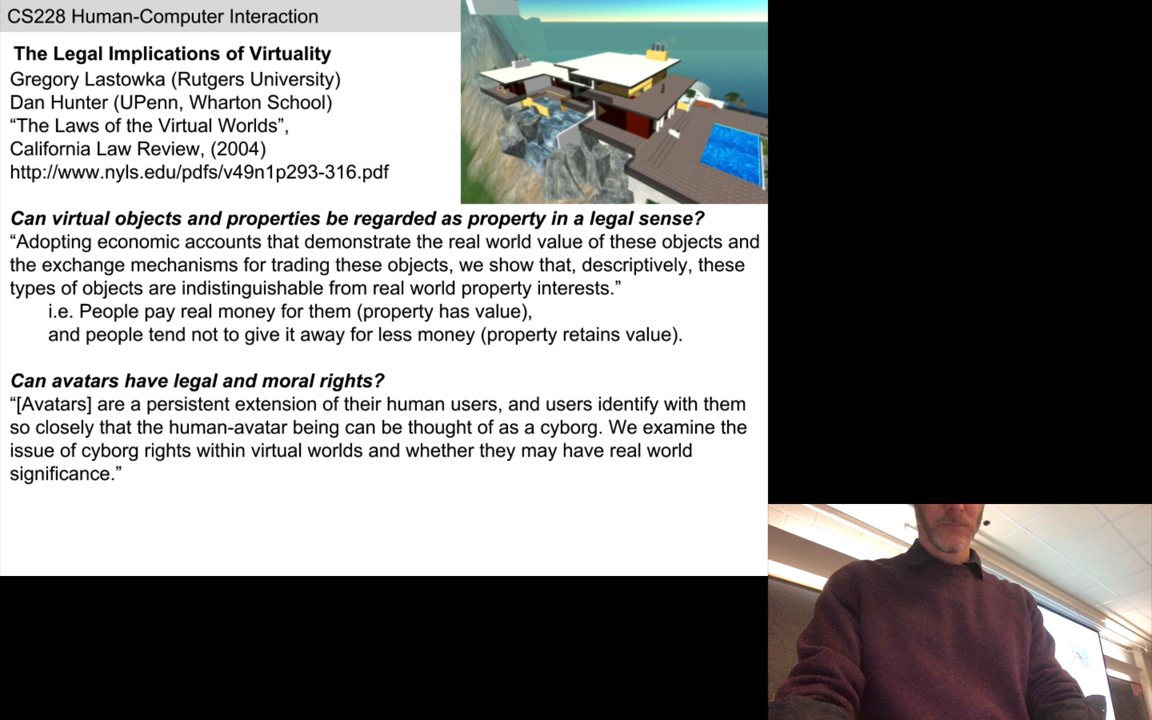 CS228 Human-Computer Interaction
The Legal Implications of Virtuality
Gregory Lastowka (Rutgers University)
Dan Hunter (UPenn, Wharton School)
“The Laws of the Virtual Worlds”,
California Law Review, (2004)
http://www.nyls.edu/pdfs/v49n1p293-316.pdf
Can virtual objects and properties be regarded as property in a legal sense?
“Adopting economic accounts that demonstrate the real world value of these objects and
the exchange mechanisms for trading these objects, we show that, descriptively, these
types of objects are indistinguishable from real world property interests.”
i.e. People pay real money for them (property has value),
and people tend not to give it away for less money (property retains value).
Can avatars have legal and moral rights?
“[Avatars] are a persistent extension of their human users, and users identify with them
so closely that the human-avatar being can be thought of as a cyborg. We examine the
issue of cyborg rights within virtual worlds and whether they may have real world
significance.”